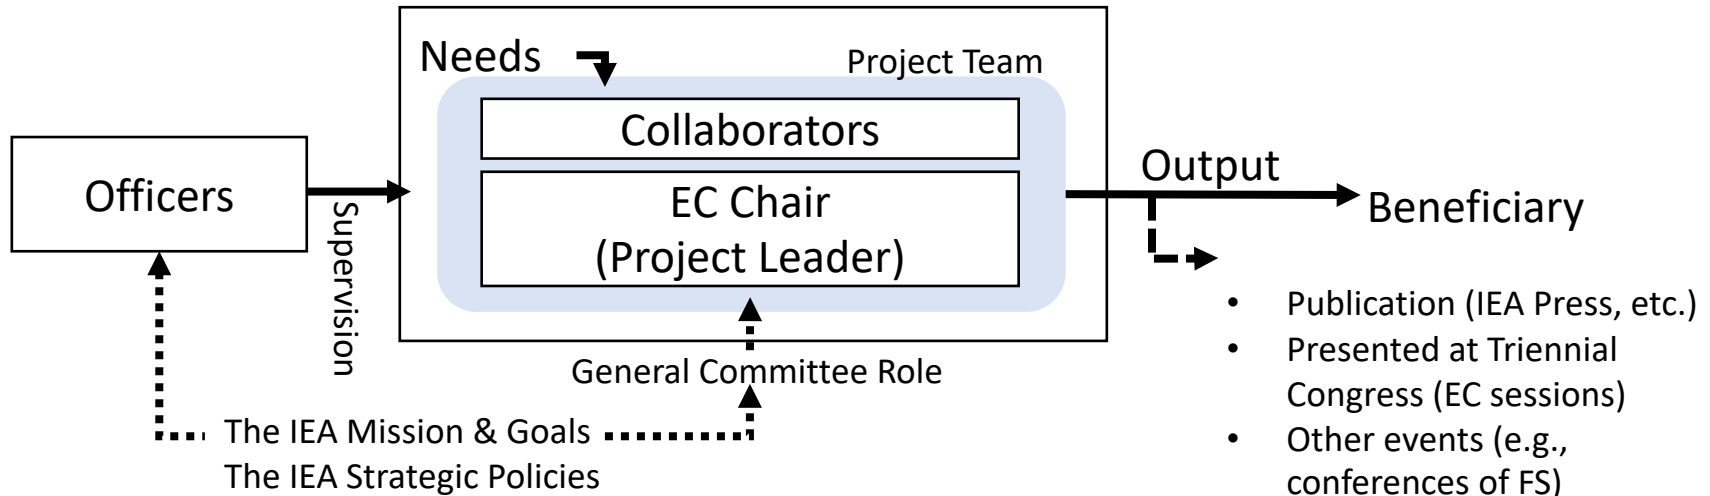 Needs
Project Team
Collaborators
Officers
Supervision
EC Chair
(Project Leader)
Output
Beneficiary
General Committee Role
The IEA Mission & Goals
The IEA Strategic Policies
• Publication (IEA Press, etc.)
• Presented at Triennial
Congress (EC sessions)
• Other events (e.g.,
conferences of FS)